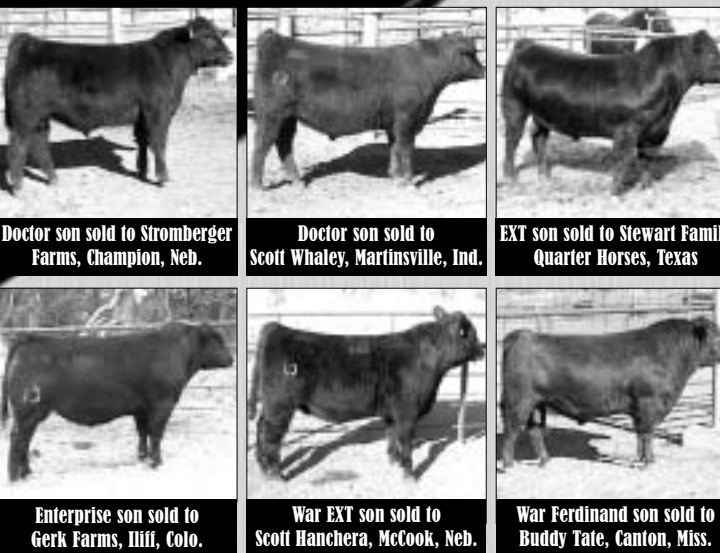 Doctor son sold to Stromberger
Farms, Champion, Neb.
Doctor son sold to
Scott Whaley, Martinsville, Ind.
EXT son sold to Stewart Famil
Quarter Horses, Texas
Enterprise son sold to
Gerk Farms, Iliff, Colo.
War EXT son sold to
Scott Hanchera, McCook, Neb.
War Ferdinand son sold to
Buddy Tate, Canton, Miss.